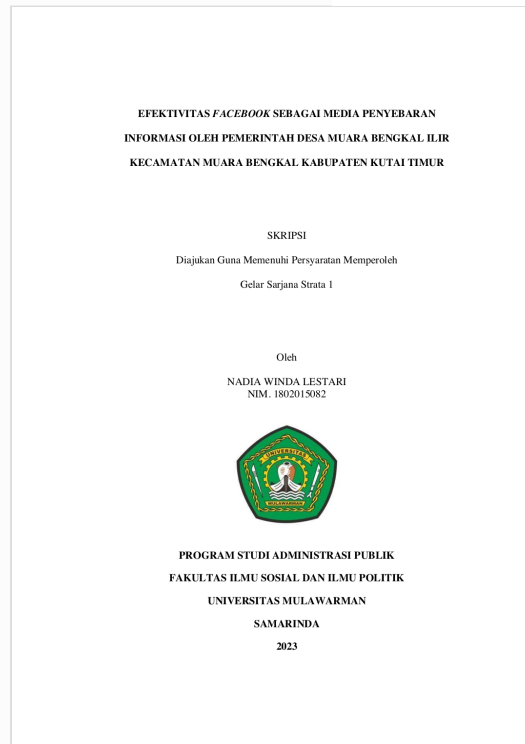 EFEKTIVITAS FACEBOOK SEBAGAI MEDIA PENYEBARAN
INFORMASI OLEH PEMERINTAH DESA MUARA BENGKAL ILIR
KECAMATAN MUARA BENGKAL KABUPATEN KUTAI TIMUR
SKRIPSI
Diajukan Guna Memenuhi Persyaratan Memperoleh
Gelar Sarjana Strata 1
Oleh
NADIA WINDA LESTARI
NIM. 1802015082
UNIVERSITAS
MULAWARMAN
PROGRAM STUDI ADMINISTRASI PUBLIK
FAKULTAS ILMU SOSIAL DAN ILMU POLITIK
UNIVERSITAS MULAWARMAN
SAMARINDA
2023